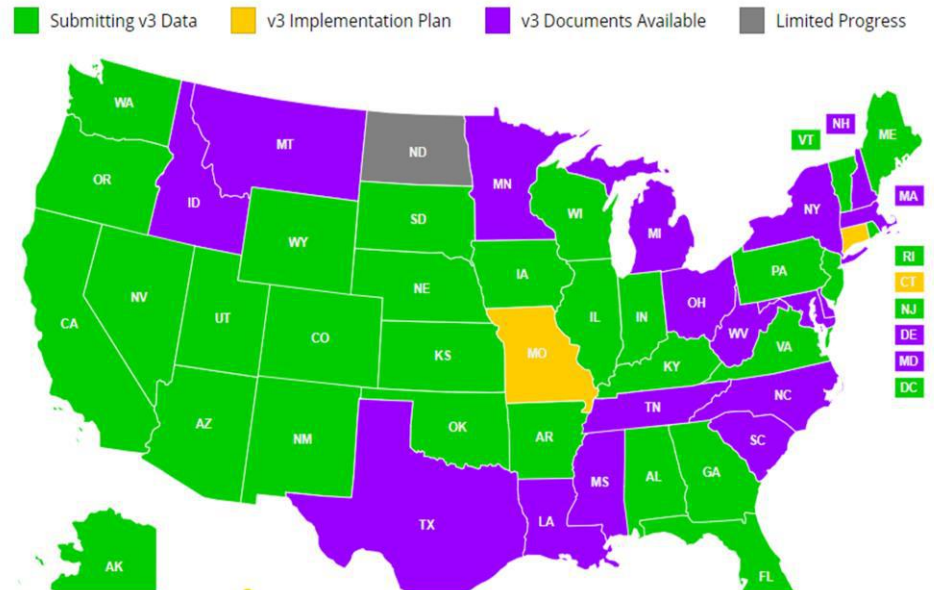 Submitting v3 Data v3 Implementation Plan v3 Documents Available Limited Progress
WA
MT
ND
OR
ID
MN
VT
NH
ME
SD
WI
MI
NY
MA
WY
IA
PA
RI
CT
NJ
DE
MD
DC
NV
NE
CA
UT
CO
IL
IN
OH
WV
VA
KS
MO
KY
AZ
NM
OK
AR
TN
NC
SC
TX
LA
MS
AL
GA
AK
FL